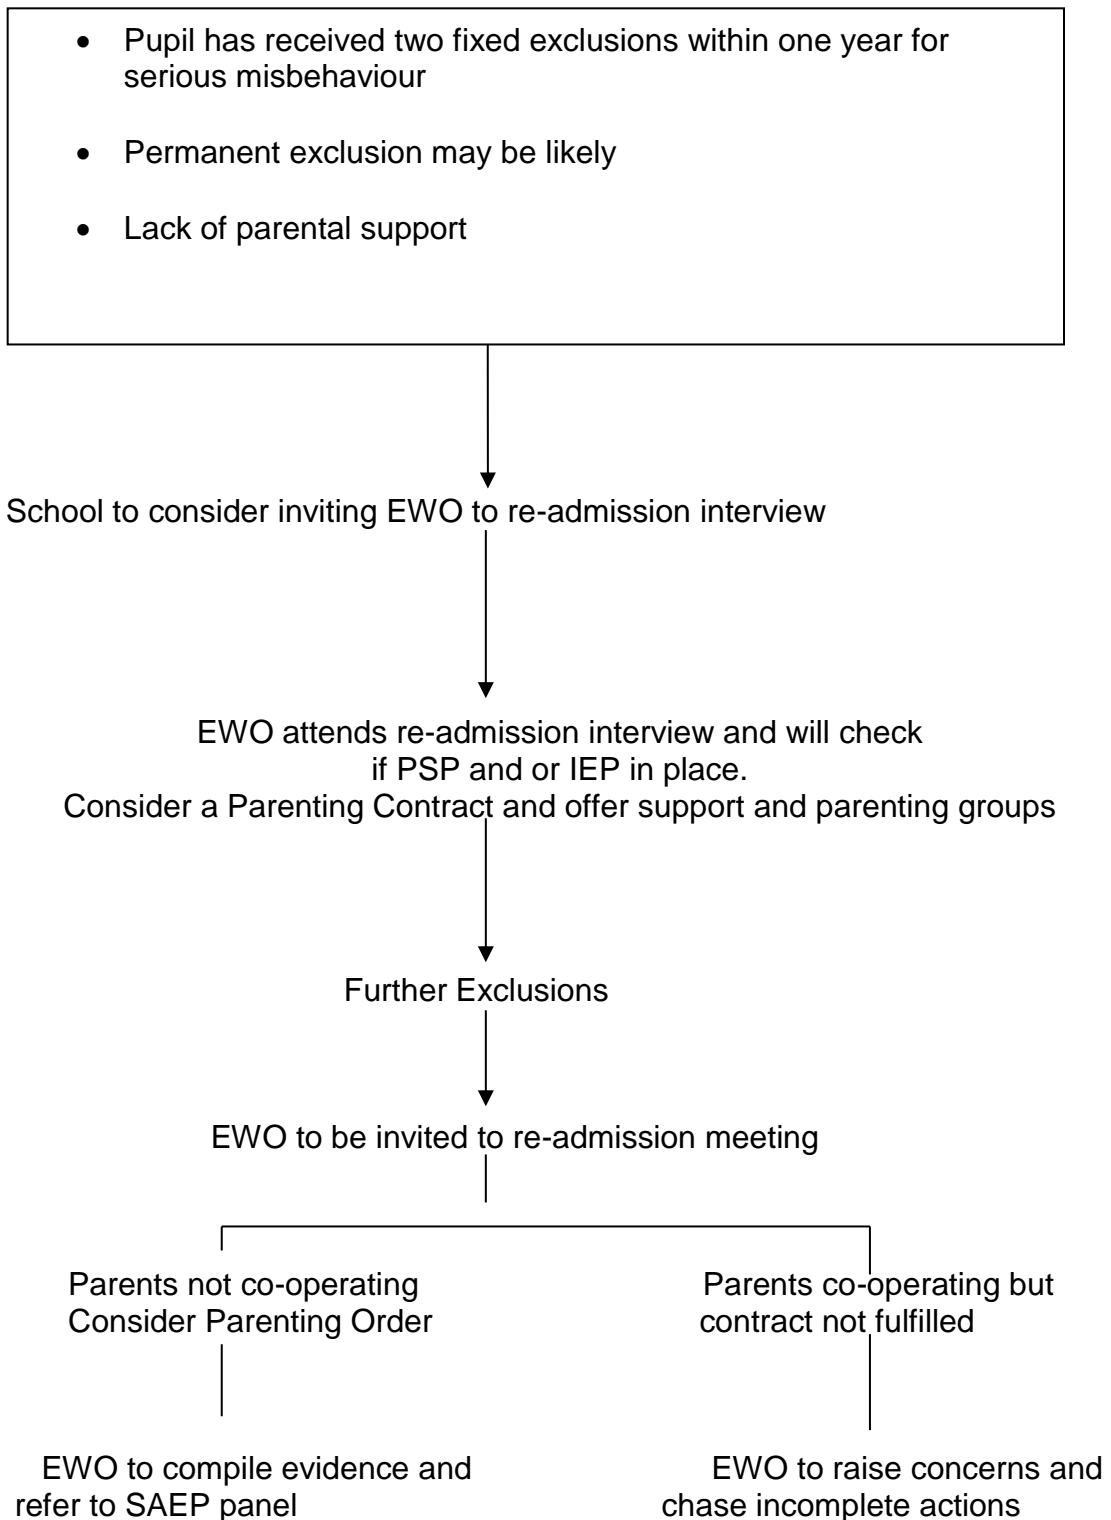 • Pupil has received two fixed exclusions within one year for
serious misbehaviour
• Permanent exclusion may be likely
• Lack of parental support
School to consider inviting EWO to re-admission interview
EWO attends re-admission interview and will check
if PSP and or IEP in place.
Consider a Parenting Contract and offer support and parenting groups
Further Exclusions
EWO to be invited to re-admission meeting
Parents not co-operating
Consider Parenting Order
Parents co-operating but
contract not fulfilled
EWO to compile evidence and
refer to SAEP panel
EWO to raise concerns and
chase incomplete actions